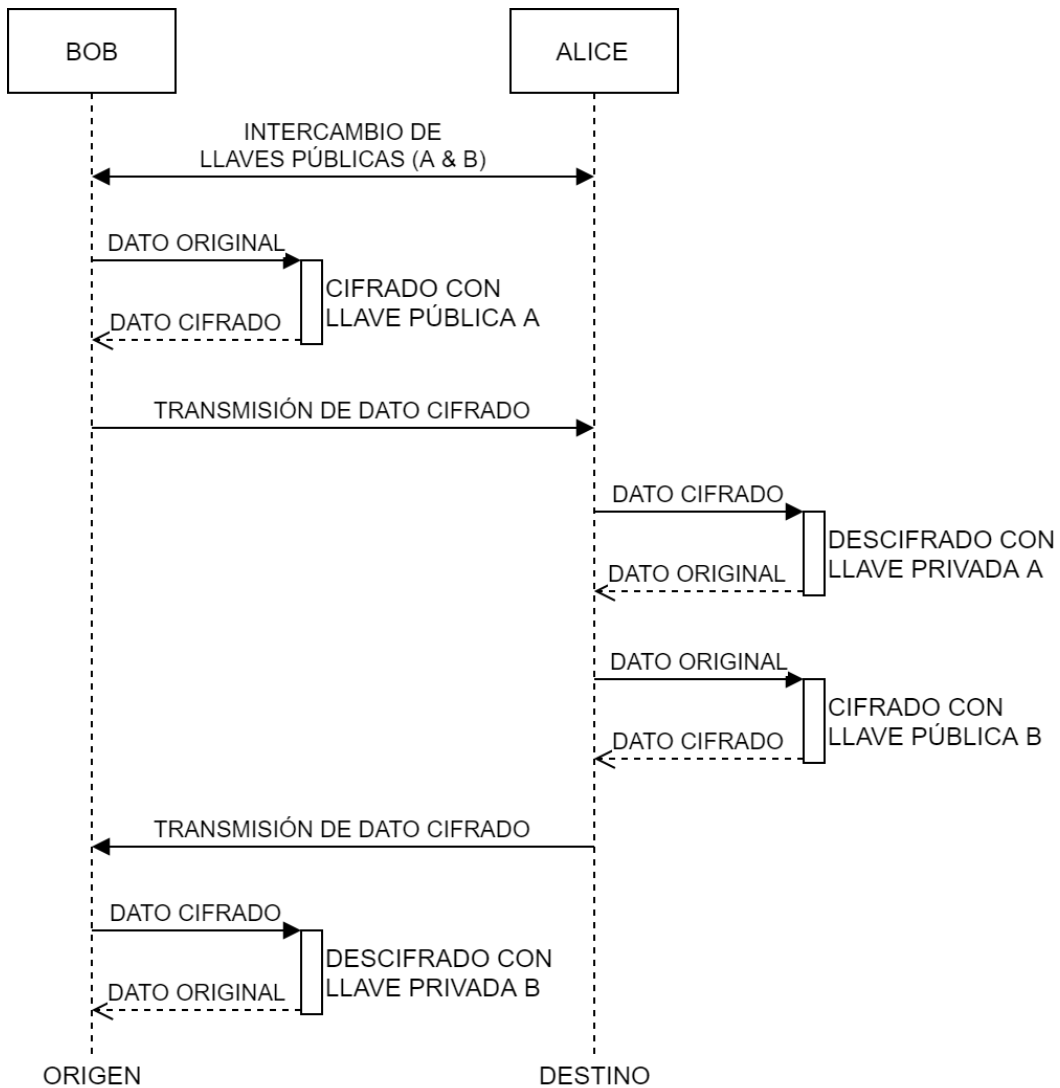 BOB
ALICE
INTERCAMBIO DE
LLAVES PÚBLICAS (A & B)
DATO ORIGINAL
CIFRADO CON
LLAVE PÚBLICA A
DATO CIFRADO
TRANSMISIÓN DE DATO CIFRADO
DATO CIFRADO
DESCIFRADO CON
LLAVE PRIVADA A
DATO ORIGINAL
DATO ORIGINAL
CIFRADO CON
LLAVE PÚBLICA B
DATO CIFRADO
TRANSMISIÓN DE DATO CIFRADO
DATO CIFRADO
DESCIFRADO CON
LLAVE PRIVADA B
DATO ORIGINAL
ORIGEN
DESTINO